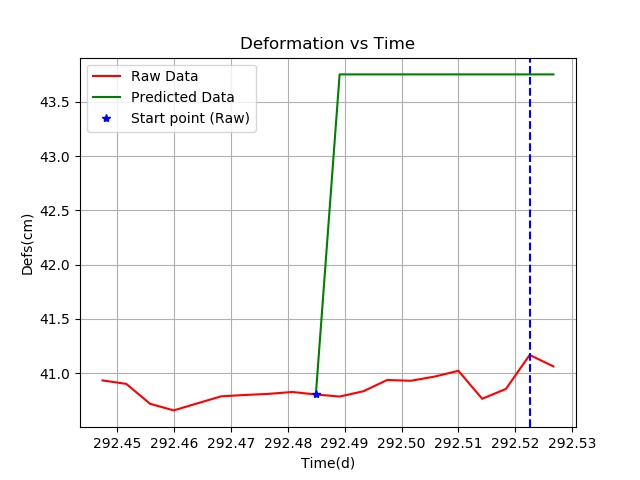 Deformation vs Time
Raw Data
Predicted Data
Start point (Raw)
43.5
43.0
42.5
42.0
41.5
41.0
Defs(cm)
292.45 292.46 292.47 292.48 292.49 292.50 292.51 292.52 292.53
Time(d)